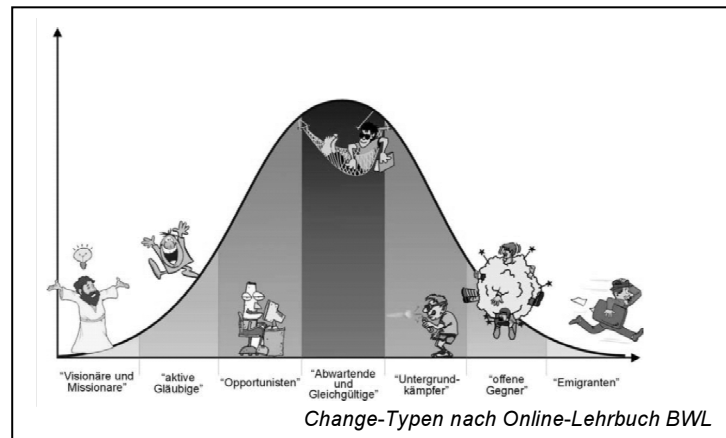 "Visionäre und
Missionare"
"aktive
Gläubige"
"Opportunisten"
"Abwartende
und
Gleichgültige"
"Untergrund-
kämpfer"
"offene
Gegner"
"Emigranten"
Change-Typen nach Online-Lehrbuch BWL